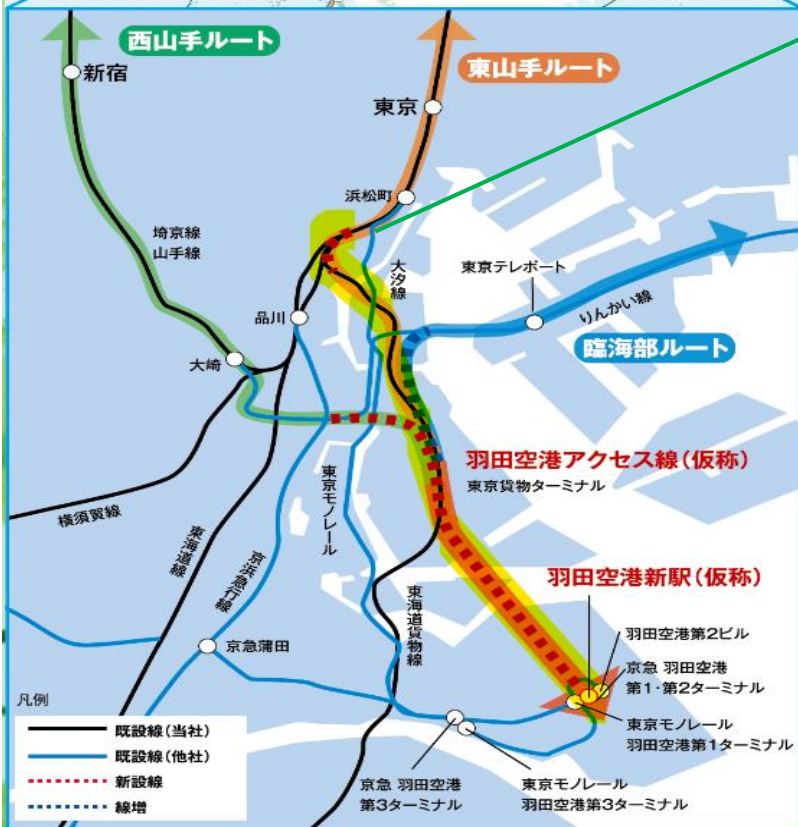 西山手ルート
新宿
東山手ルート
東京
浜松町
埼京線
山手線
大汐線
東京テレポート
りんかい線
品川
臨海部ルート
大崎
羽田空港アクセス線(仮称)
東京貨物ターミナル
横須賀線
東海道線
京浜急行線
東京モノレール
東海道貨物線
羽田空港新駅(仮称)
羽田空港第2ビル
京急 羽田空港
第1・第2ターミナル
東京モノレール
羽田空港第1ターミナル
京急蒲田
京急 羽田空港
第3ターミナル
東京モノレール
羽田空港第3ターミナル
凡例
既設線(当社)
既設線(他社)
新設線
線増